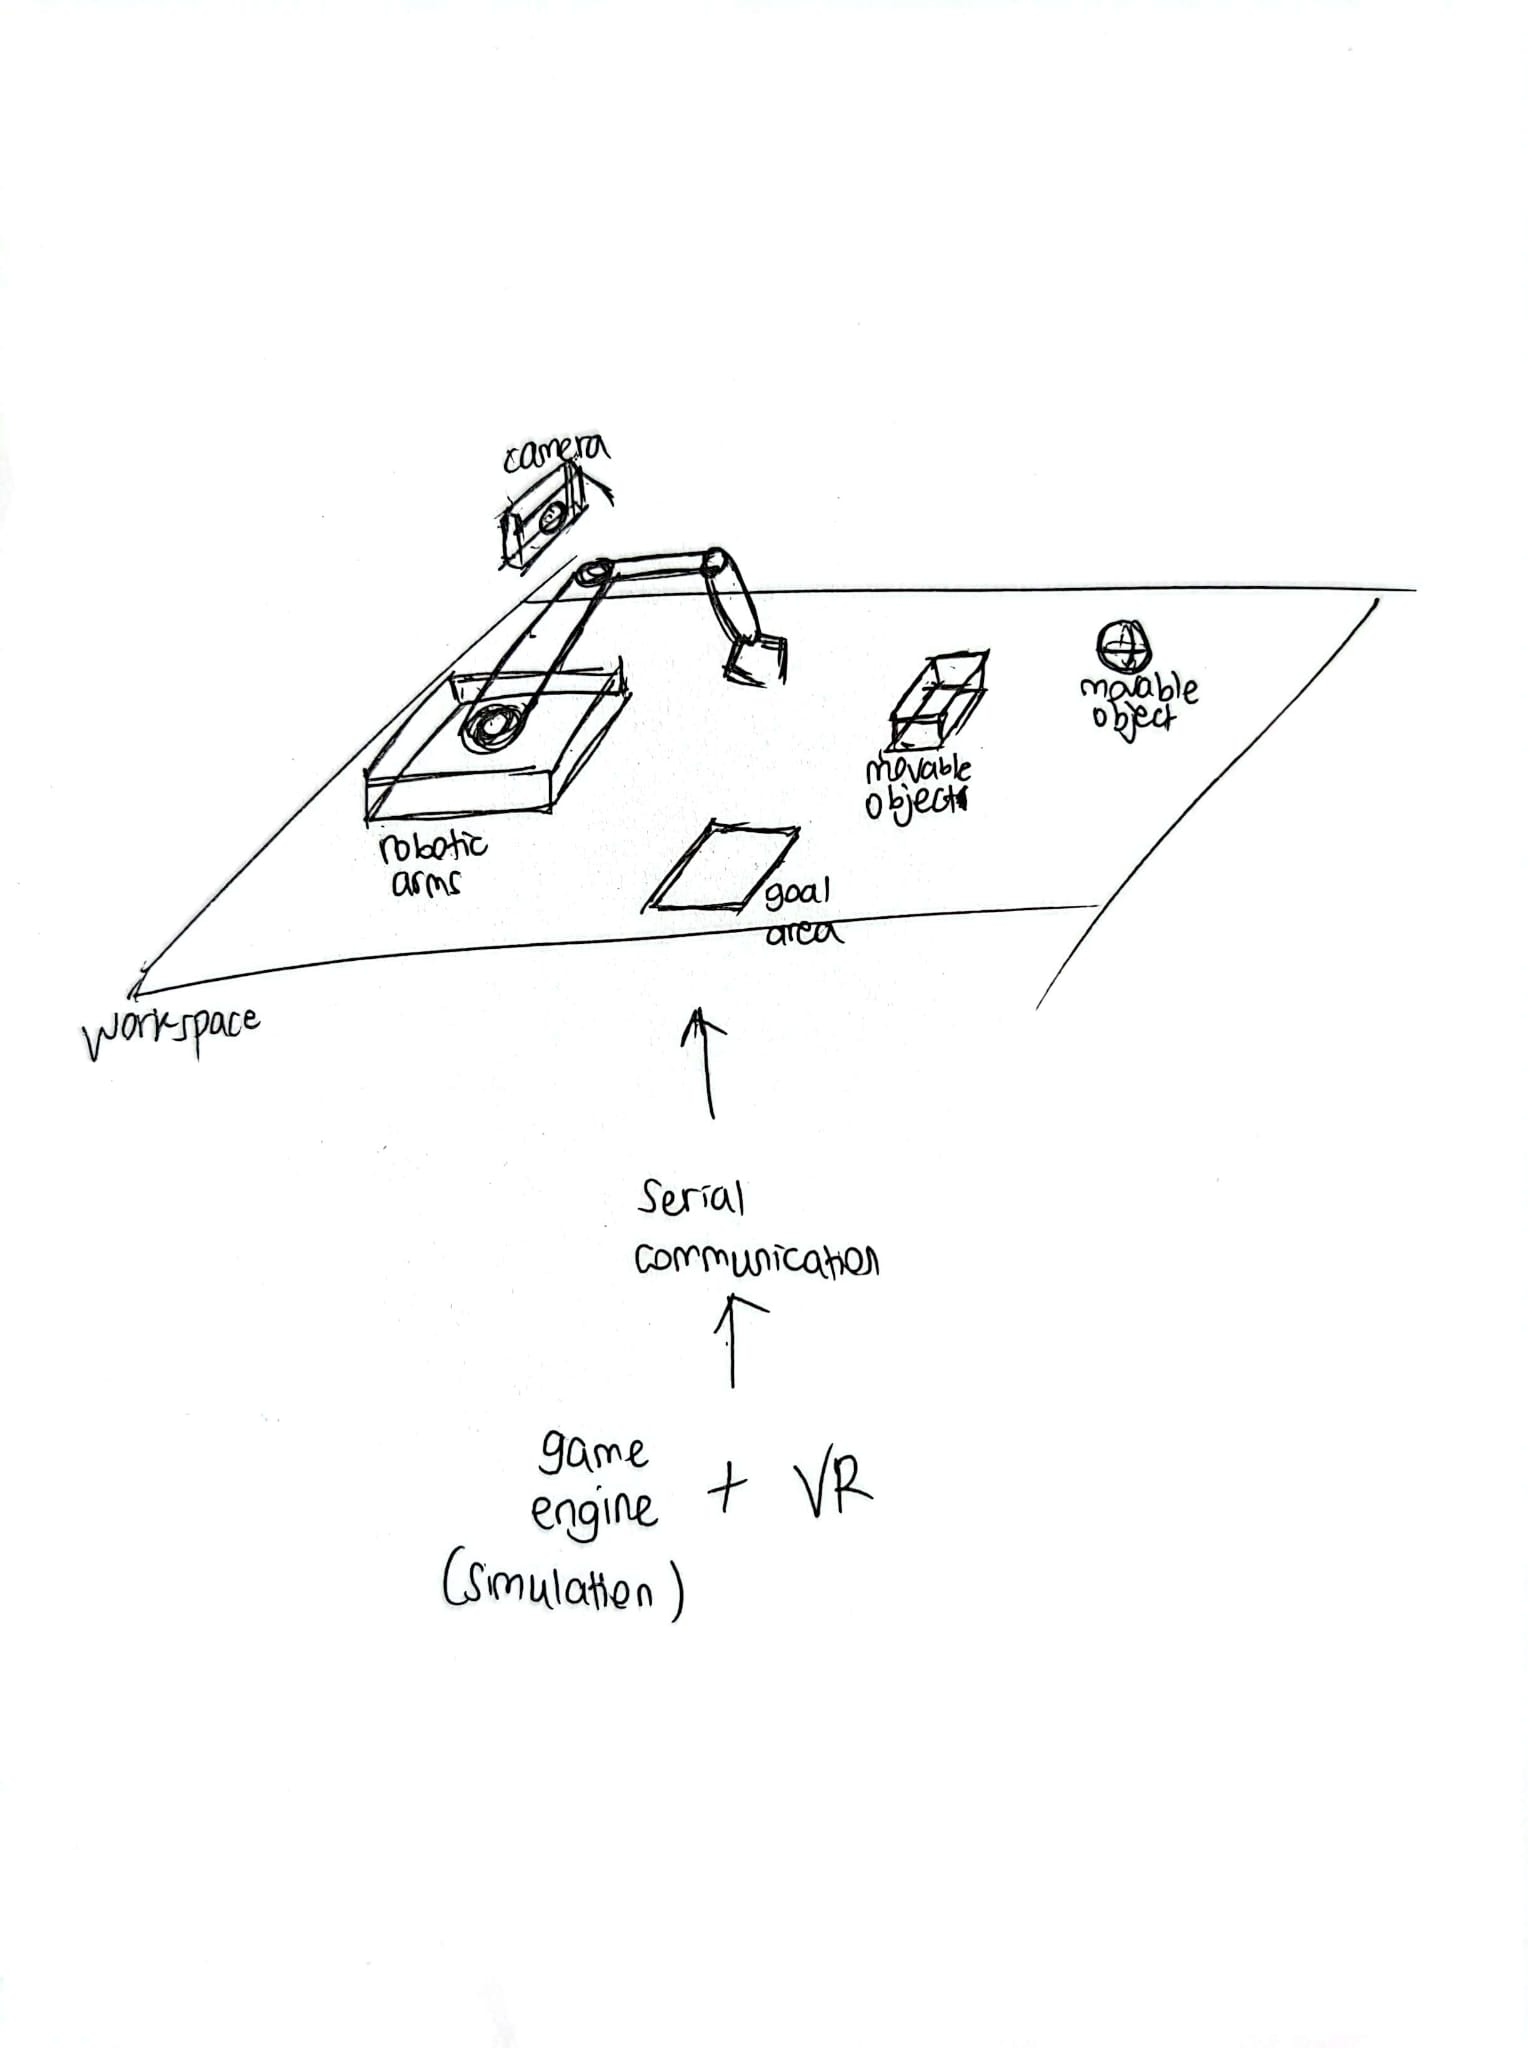 camera
movable
object
movable
object
robotic
arms
goal
area
workspace
Serial
communication
game
engine
+ VR
(simulation)